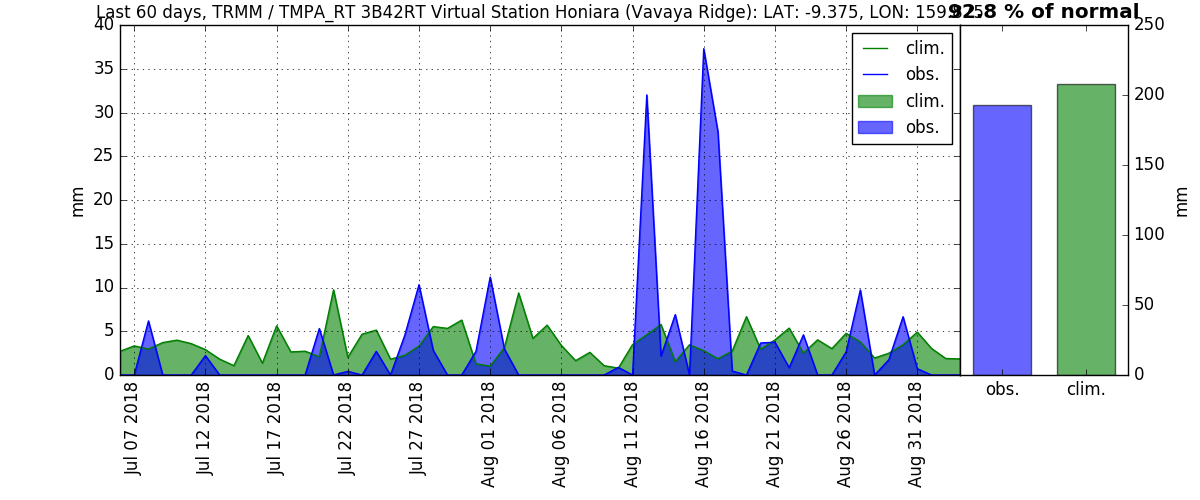 Last 60 days, TRMM / TMPA_RT 3B42RT Virtual Station Honiara (Vavaya Ridge): LAT: -9.375, LON:
92.8 % of normal
40
35
30
25
20
15
10
5
0
mm
clim.
obs.
clim.
obs.
250
200
150
100
50
0
mm
Jul 07 2018
Jul 12 2018
Jul 17 2018
Jul 22 2018
Jul 27 2018
Aug 01 2018
Aug 06 2018
Aug 11 2018
Aug 16 2018
Aug 21 2018
Aug 26 2018
Aug 31 2018
obs.
clim.